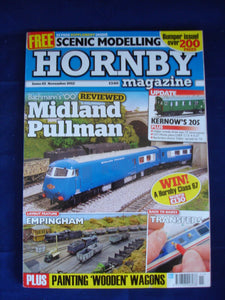 FREE
SCENIC MODELLING
Bumper issue
over 200
PAGES
HORNBY
magazine
Issue 65 November 2012
Bachmann's 'OO' REVIEWED
Midland
Pullman
UPDATE
KERNOW'S 205
PLUS
WIN!
A Hornby Class 67
LAYOUT FEATURE
EMPINGHAM
BACK TO BASICS
TRANSFERS
PLUS PAINTING 'WOODEN' WAGONS